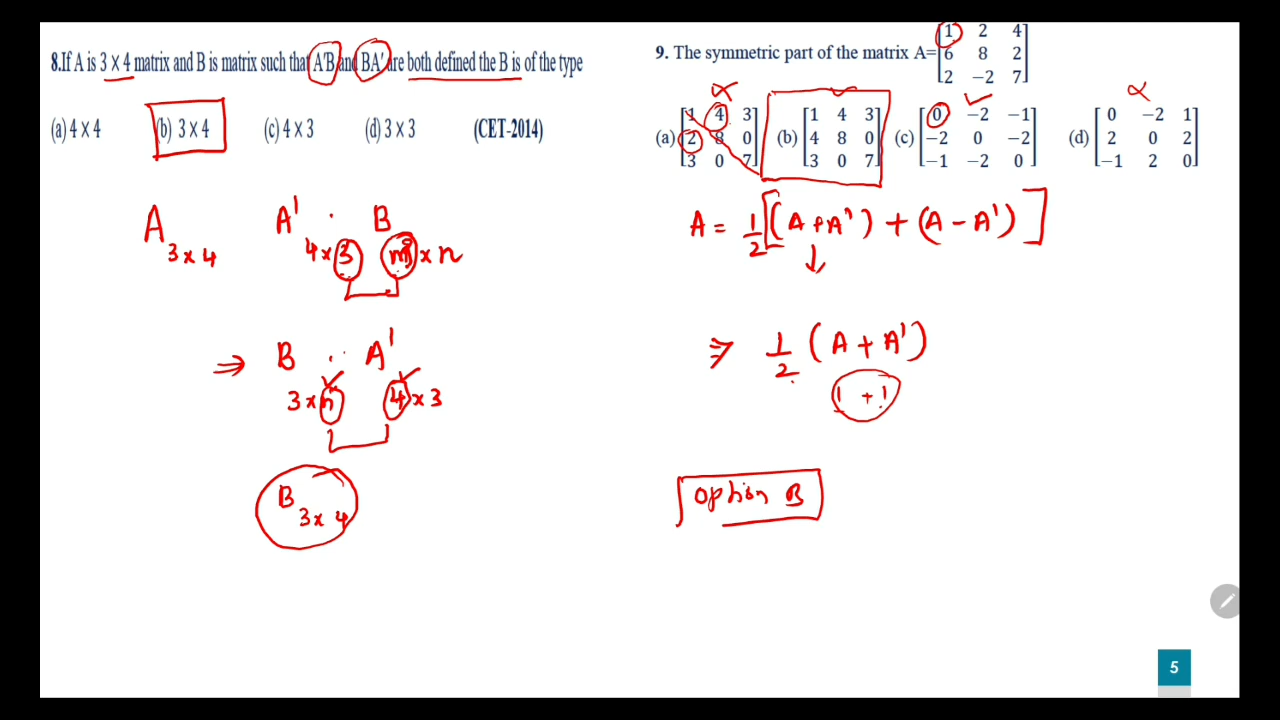 8.If A is 3 × 4 matrix and B is matrix such that A'B and BA' are both defined the B is of the type
(a) 4 × 4 (b) 3 × 4 (c) 4 × 3 (d) 3 × 3 (CET-2014)
A 3 × 4
A' · B
4 × 3 × n
⇒ B · A'
3 × n 4 × 3
B 3 × 4
9. The symmetric part of the matrix A= [1 2 4
6 8 2
2 −2 7]
(a) [1 4 3
2 8 0
3 0 7]
(b) [1 4 3
4 8 0
3 0 7]
(c) [0 −2 −1
−2 0 −2
−1 −2 0]
(d) [0 −2 1
2 0 2
−1 2 0]
A = 1/2 [(A + A') + (A − A')]
⇒ 1/2 (A + A')
1 + 1
option B
5